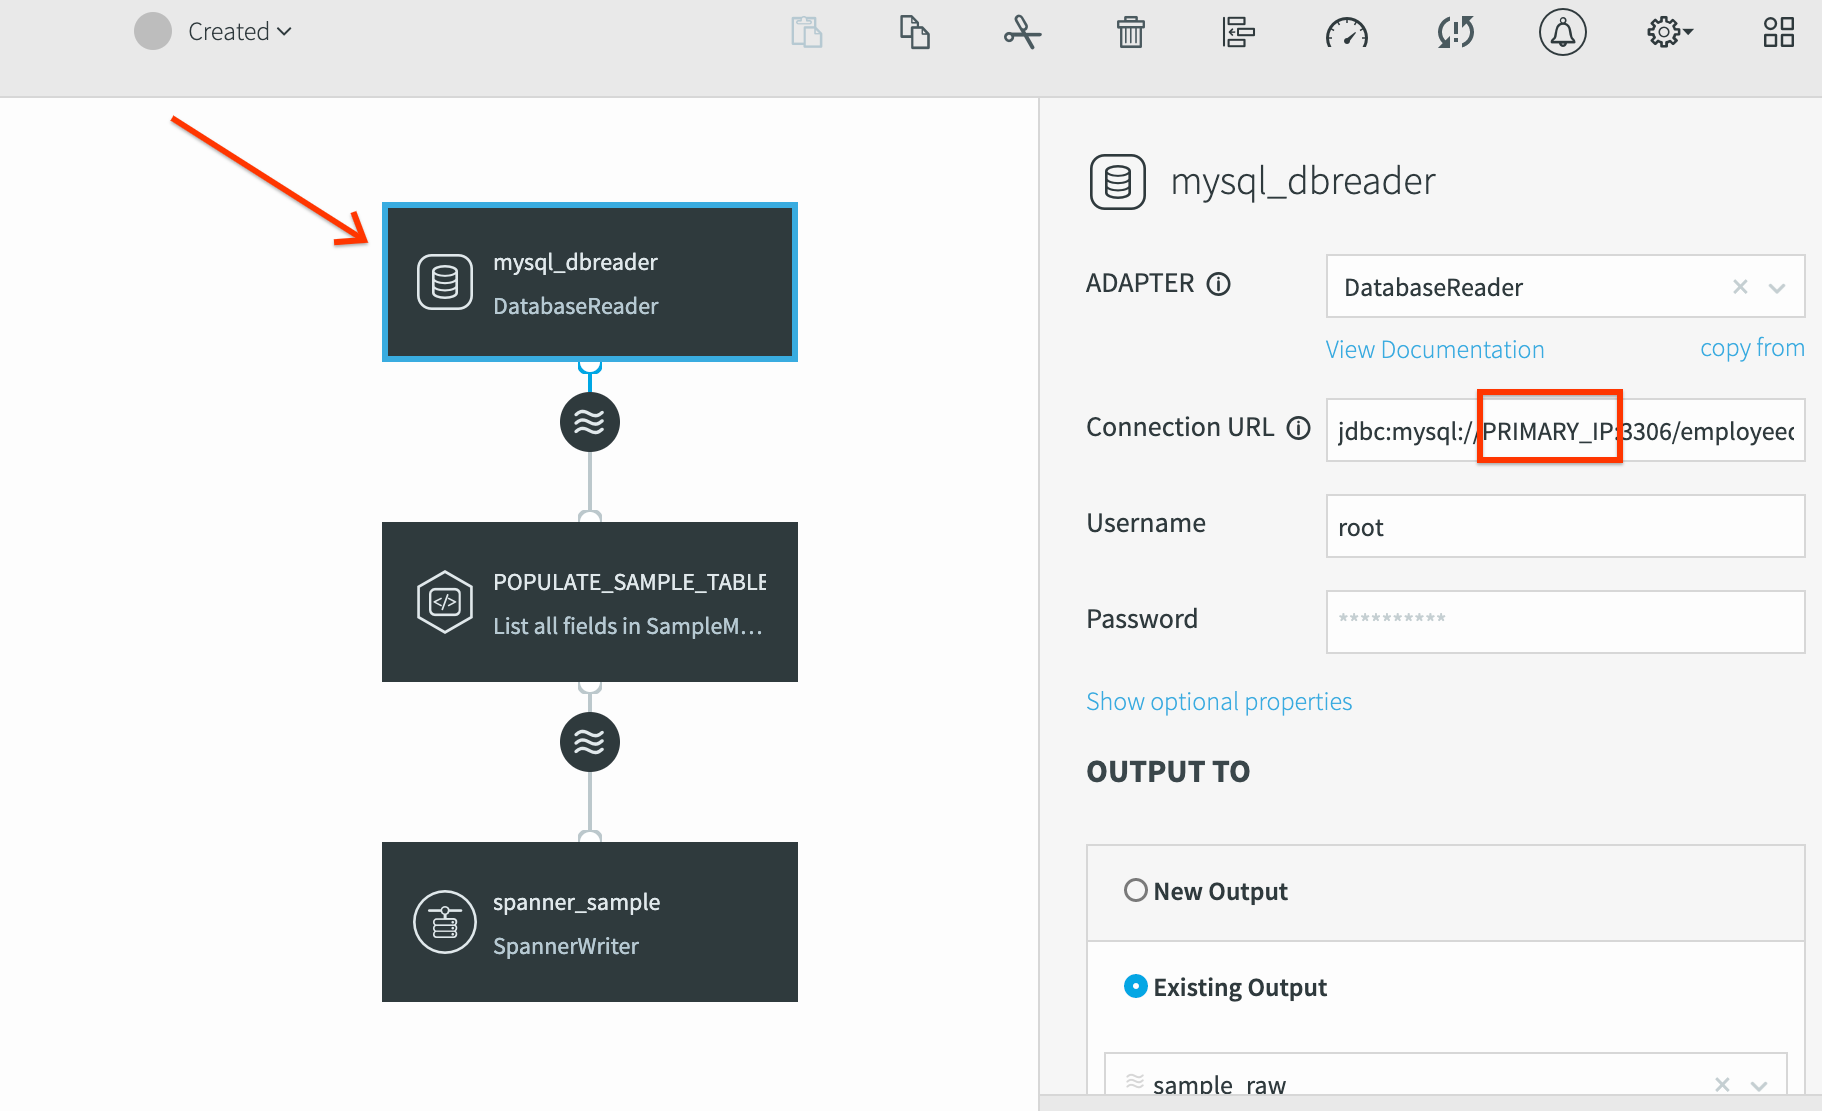 Created
mysql_dbreader
DatabaseReader
POPULATE_SAMPLE_TABLE
List all fields in SampleM...
spanner_sample
SpannerWriter
mysql_dbreader
ADAPTER
DatabaseReader
View Documentation
copy from
Connection URL
jdbc:mysql://PRIMARY_IP:3306/employeed
Username
root
Password
**********
Show optional properties
OUTPUT TO
New Output
Existing Output
sample_raw